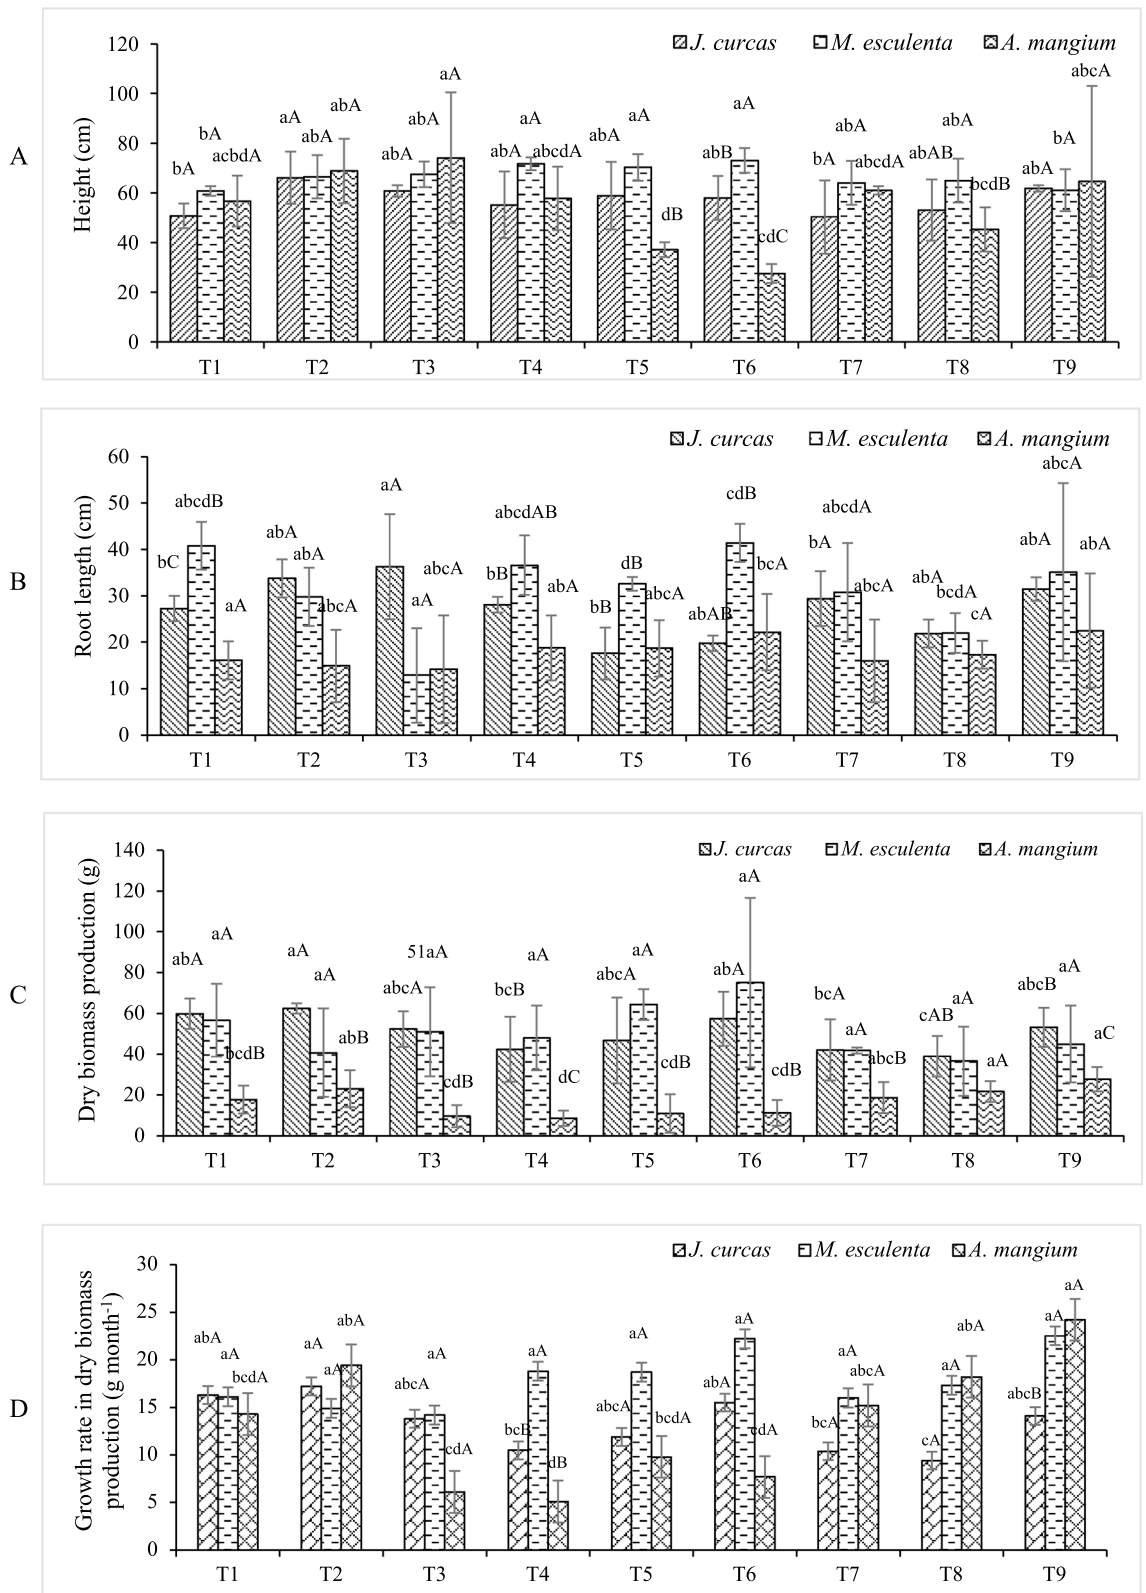 A
Height (cm)
J. curcas M. esculenta A. mangium
120
100
80
60
40
20
0
bA bA acbdA
aA abA abA
abA abA aA
abA aA abcdA
abA aA dB
abB aA cdC
bA abA abcdA
abAB abA bcdB
abA bA abcA
T1 T2 T3 T4 T5 T6 T7 T8 T9
B
Root length (cm)
J. curcas M. esculenta A. mangium
60
50
40
30
20
10
0
bC abcdB aA
abA abA abcA
aA aA abcA
bB abcdAB abA
bB dB abcA
abAB cdB bcA
bA abcdA abcA
abA bcdA cA
abA abcA abA
T1 T2 T3 T4 T5 T6 T7 T8 T9
C
Dry biomass production (g)
J. curcas M. esculenta A. mangium
140
120
100
80
60
40
20
0
abA aA bcdB
aA aA abB
abcA 51aA cdB
bcB aA dC
abcA aA cdB
abA aA cdB
bcA aA abcB
cAB aA aA
abcB aA aC
T1 T2 T3 T4 T5 T6 T7 T8 T9
D
Growth rate in dry biomass
production (g month-1)
J. curcas M. esculenta A. mangium
30
25
20
15
10
5
0
abA aA bcdA
aA aA abA
abcA aA cdA
bcB aA dB
abcA aA bcdA
abA aA cdA
bcA aA abcA
cA aA abA
abcB aA aA
T1 T2 T3 T4 T5 T6 T7 T8 T9